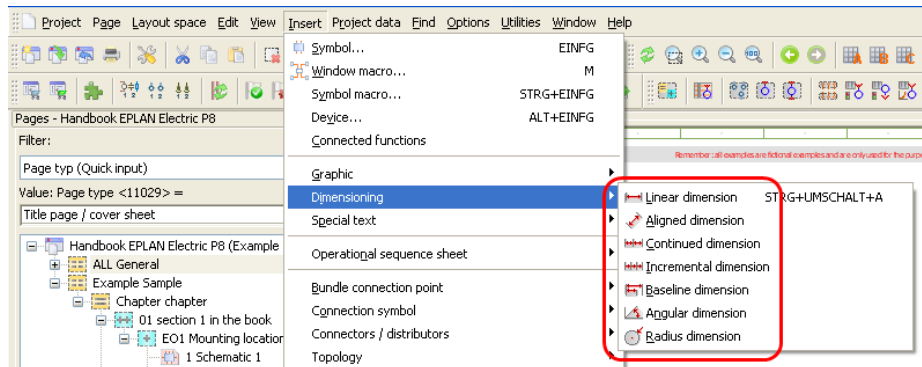 Project Page Layout space Edit View Insert Project data Find Options Utilities Window Help
Pages - Handbook EPLAN Electric P8
Filter:
Page typ (Quick input)
Value: Page type <11029> =
Title page / cover sheet
Handbook EPLAN Electric P8 (Example
ALL General
Example Sample
Chapter chapter
01 section 1 in the book
EO1 Mounting location
1 Schematic 1
Symbol... EINFG
Window macro... M
Symbol macro... STRG+EINFG
Device... ALT+EINFG
Connected functions
Graphic
Dimensioning
Special text
Operational sequence sheet
Bundle connection point
Connection symbol
Connectors / distributors
Topology
Remember: all examples are fictional examples and are only used for the purp
Linear dimension STRG+UMSCHALT+A
Aligned dimension
Continued dimension
Incremental dimension
Baseline dimension
Angular dimension
Radius dimension